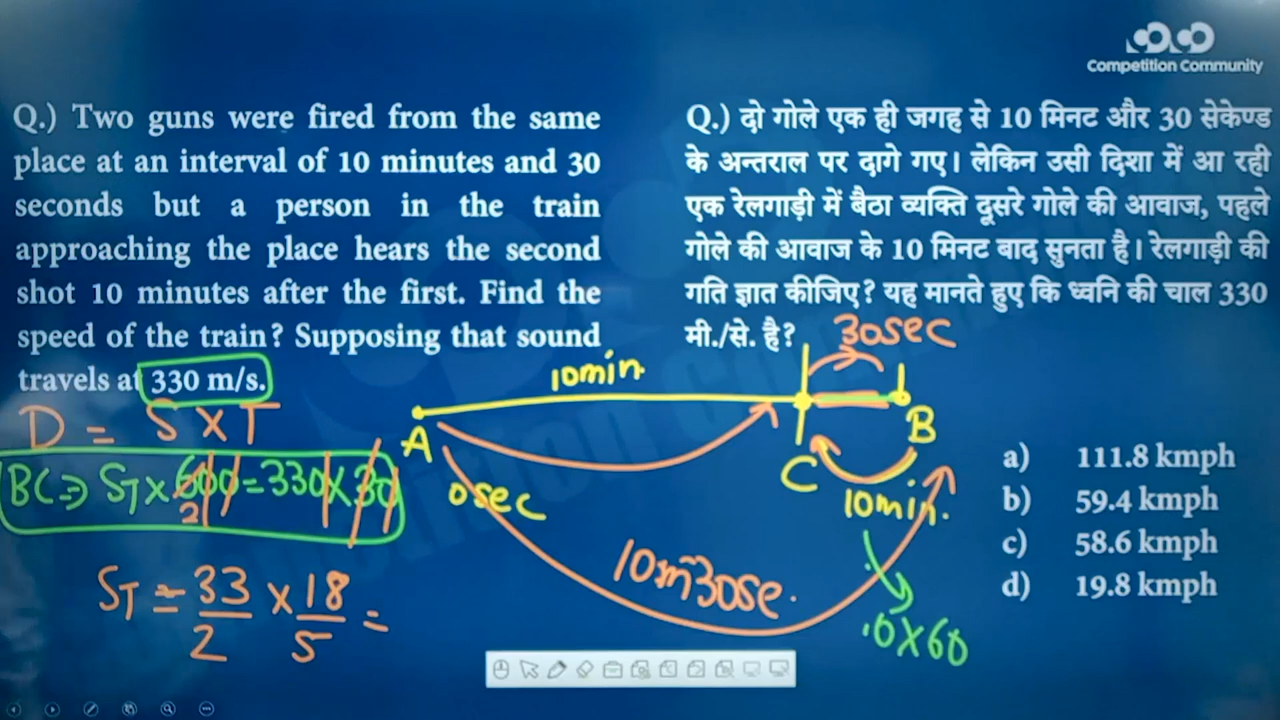 Competition Community
Q.) Two guns were fired from the same
place at an interval of 10 minutes and 30
seconds but a person in the train
approaching the place hears the second
shot 10 minutes after the first. Find the
speed of the train? Supposing that sound
travels at 330 m/s.
Q.) दो गोले एक ही जगह से 10 मिनट और 30 सेकेण्ड
के अन्तराल पर दागे गए। लेकिन उसी दिशा में आ रही
एक रेलगाड़ी में बैठा व्यक्ति दूसरे गोले की आवाज, पहले
गोले की आवाज के 10 मिनट बाद सुनता है। रेलगाड़ी की
गति ज्ञात कीजिए? यह मानते हुए कि ध्वनि की चाल 330
मी./से. है?
30sec
10min.
D = S X T
A
B
C
BC => ST x 600 = 330 x 30
2
0sec
10min.
10m 30se.
ST = 33/2 x 18/5 =
.0X60
a) 111.8 kmph
b) 59.4 kmph
c) 58.6 kmph
d) 19.8 kmph